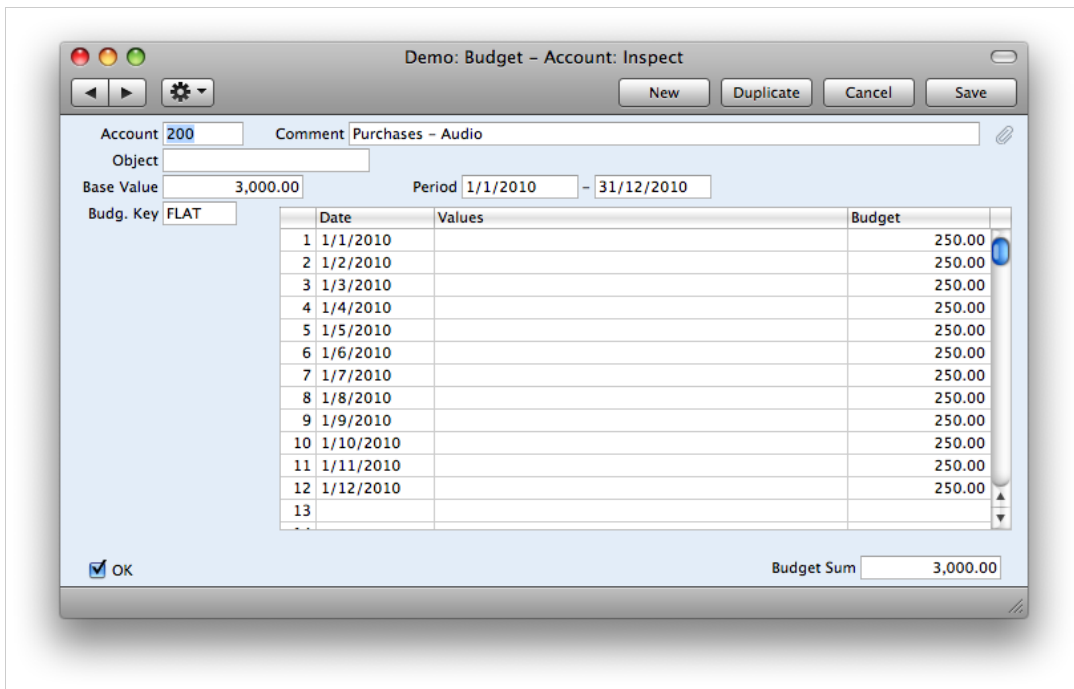 Demo: Budget – Account: Inspect
New Duplicate Cancel Save
Account 200 Comment Purchases – Audio
Object
Base Value 3,000.00 Period 1/1/2010 – 31/12/2010
Budg. Key FLAT
Date Values Budget
1 1/1/2010 250.00
2 1/2/2010 250.00
3 1/3/2010 250.00
4 1/4/2010 250.00
5 1/5/2010 250.00
6 1/6/2010 250.00
7 1/7/2010 250.00
8 1/8/2010 250.00
9 1/9/2010 250.00
10 1/10/2010 250.00
11 1/11/2010 250.00
12 1/12/2010 250.00
13
OK Budget Sum 3,000.00